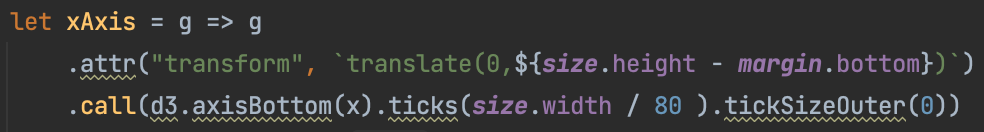 let xAxis = g => g
.attr("transform", `translate(0,${size.height - margin.bottom})`)
.call(d3.axisBottom(x).ticks(size.width / 80 ).tickSizeOuter(0))